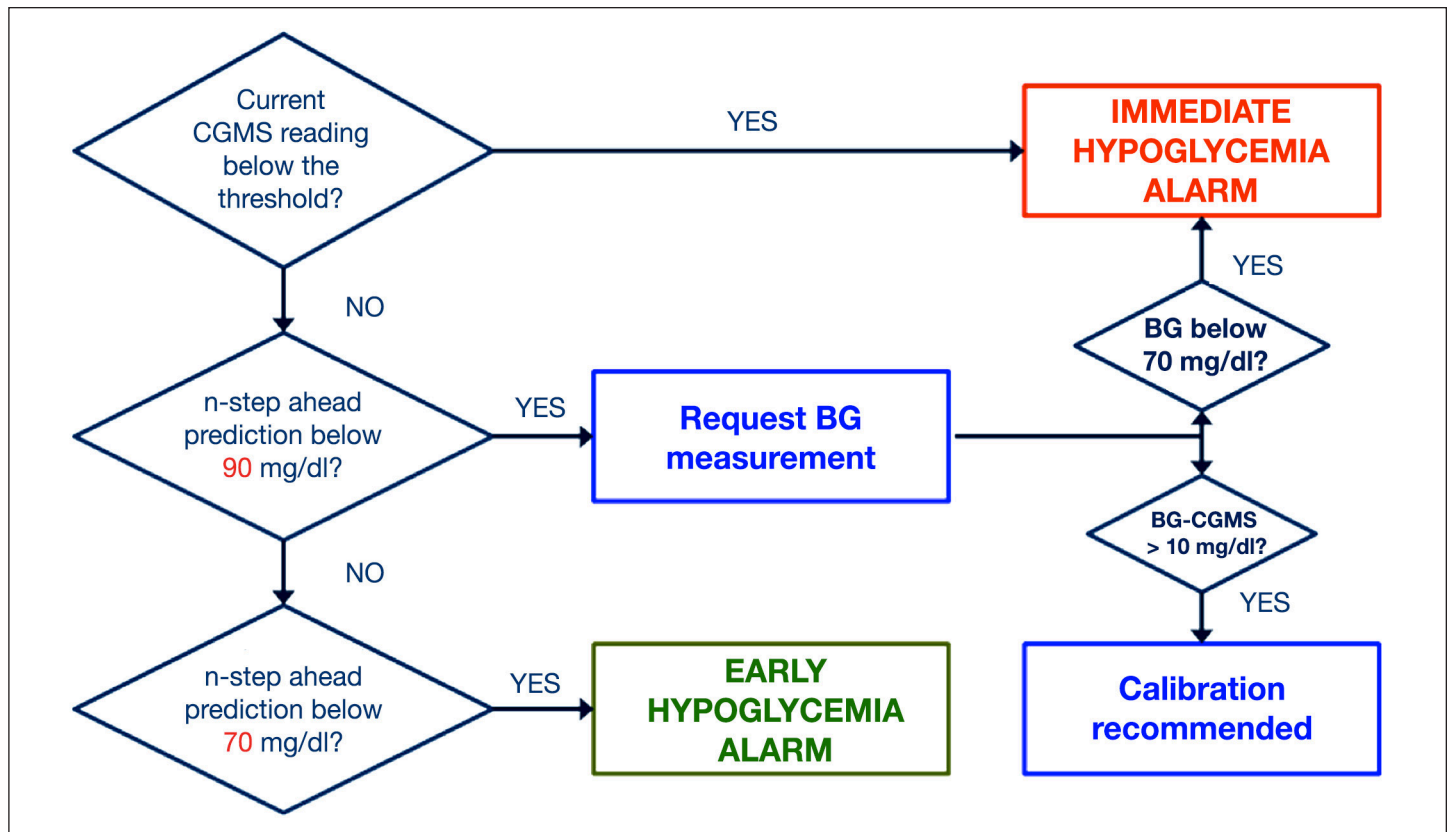 Current
CGMS reading
below the
threshold?
YES
IMMEDIATE
HYPOGLYCEMIA
ALARM
NO
YES
BG below
70 mg/dl?
n-step ahead
prediction below
90 mg/dl?
YES
Request BG
measurement
BG-CGMS
> 10 mg/dl?
NO
YES
n-step ahead
prediction below
70 mg/dl?
YES
EARLY
HYPOGLYCEMIA
ALARM
Calibration
recommended